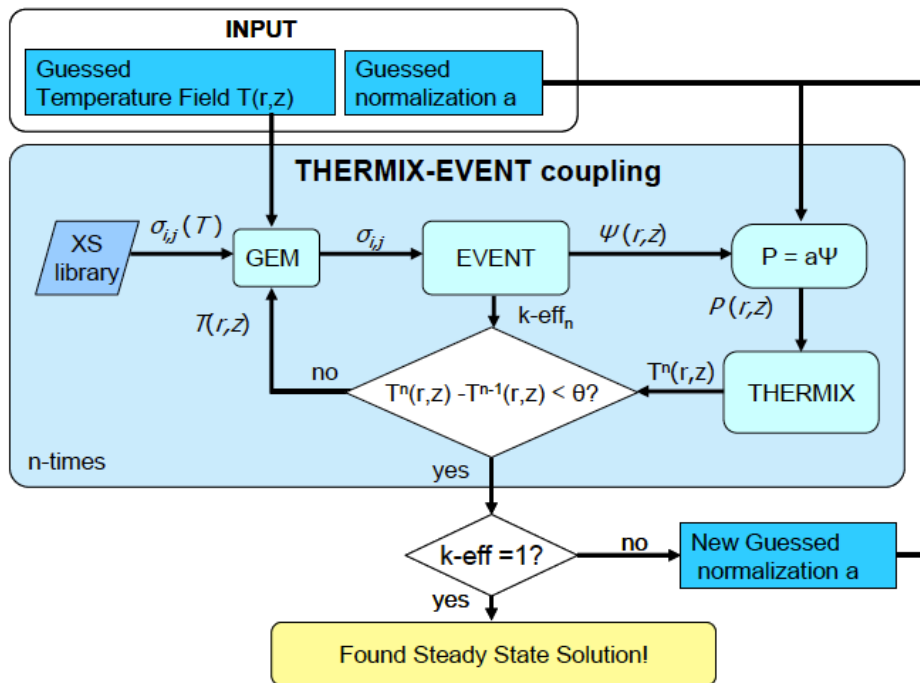 INPUT
Guessed
Temperature Field T(r,z)
Guessed
normalization a
THERMIX-EVENT coupling
XS
library
σi,j(T)
GEM
σi,j
EVENT
Ψ(r,z)
P = aΨ
T(r,z)
k-effn
P(r,z)
no
Tⁿ(r,z) -Tⁿ⁻¹(r,z) < θ?
Tⁿ(r,z)
THERMIX
n-times
yes
k-eff =1?
no
New Guessed
normalization a
yes
Found Steady State Solution!